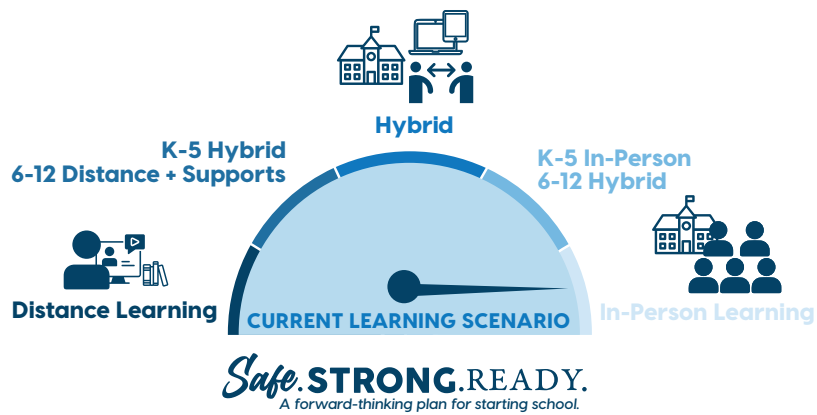 Hybrid
K-5 Hybrid
6-12 Distance + Supports
K-5 In-Person
6-12 Hybrid
Distance Learning
In-Person Learning
CURRENT LEARNING SCENARIO
Safe.STRONG.READY.
A forward-thinking plan for starting school.